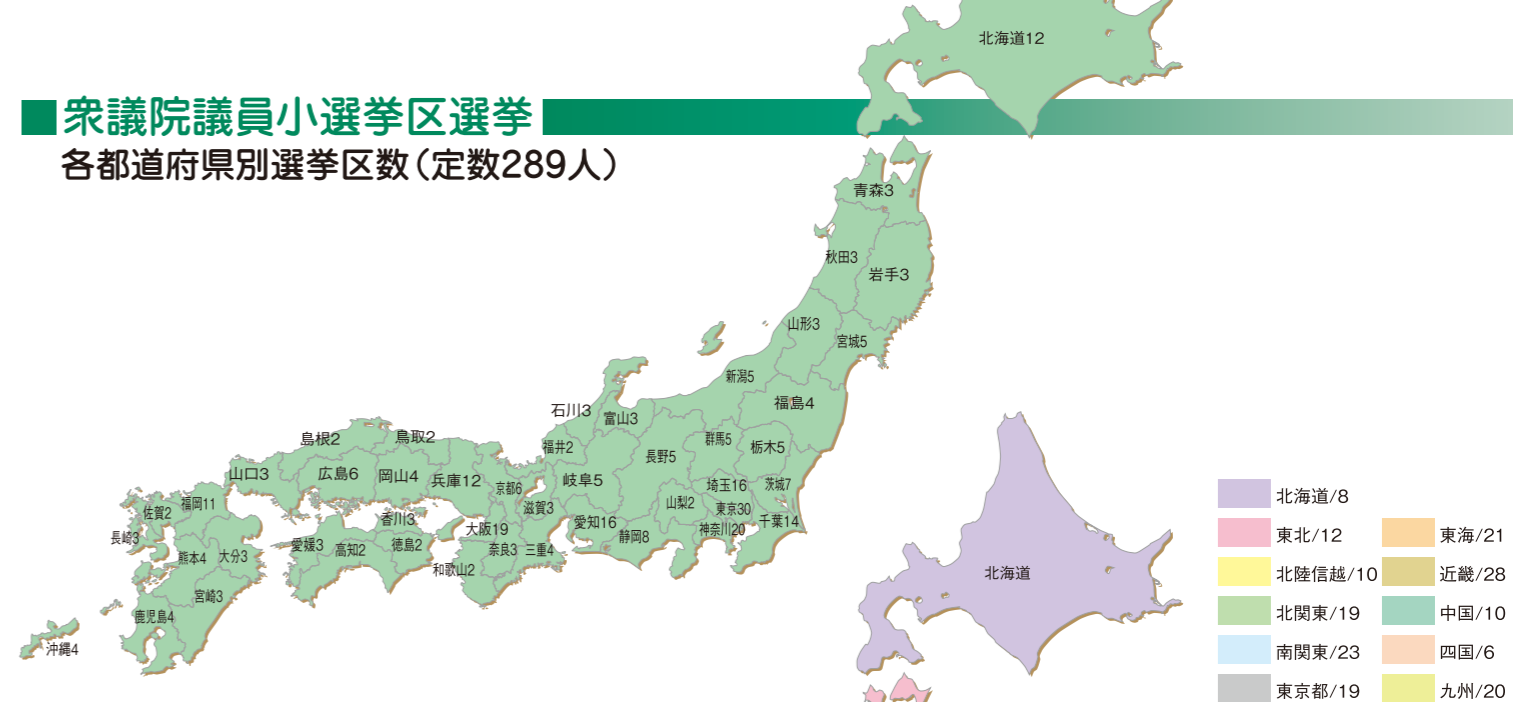 北海道12
■衆議院議員小選挙区選挙
各都道府県別選挙区数（定数289人）
青森3
秋田3
岩手3
山形3
宮城5
新潟5
福島4
石川3
富山3
島根2
鳥取2
福井2
長野5
群馬5
栃木5
山口3
広島6
岡山4
兵庫12
京都6
岐阜5
山梨2
埼玉16
茨城7
佐賀2
福岡11
滋賀3
東京30
長崎3
香川3
大阪19
愛知16
静岡8
神奈川20
千葉14
熊本4
大分3
愛媛3
高知2
徳島2
奈良3
三重4
和歌山2
宮崎3
鹿児島4
沖縄4
北海道
北海道/8
東北/12
東海/21
北陸信越/10
近畿/28
北関東/19
中国/10
南関東/23
四国/6
東京都/19
九州/20